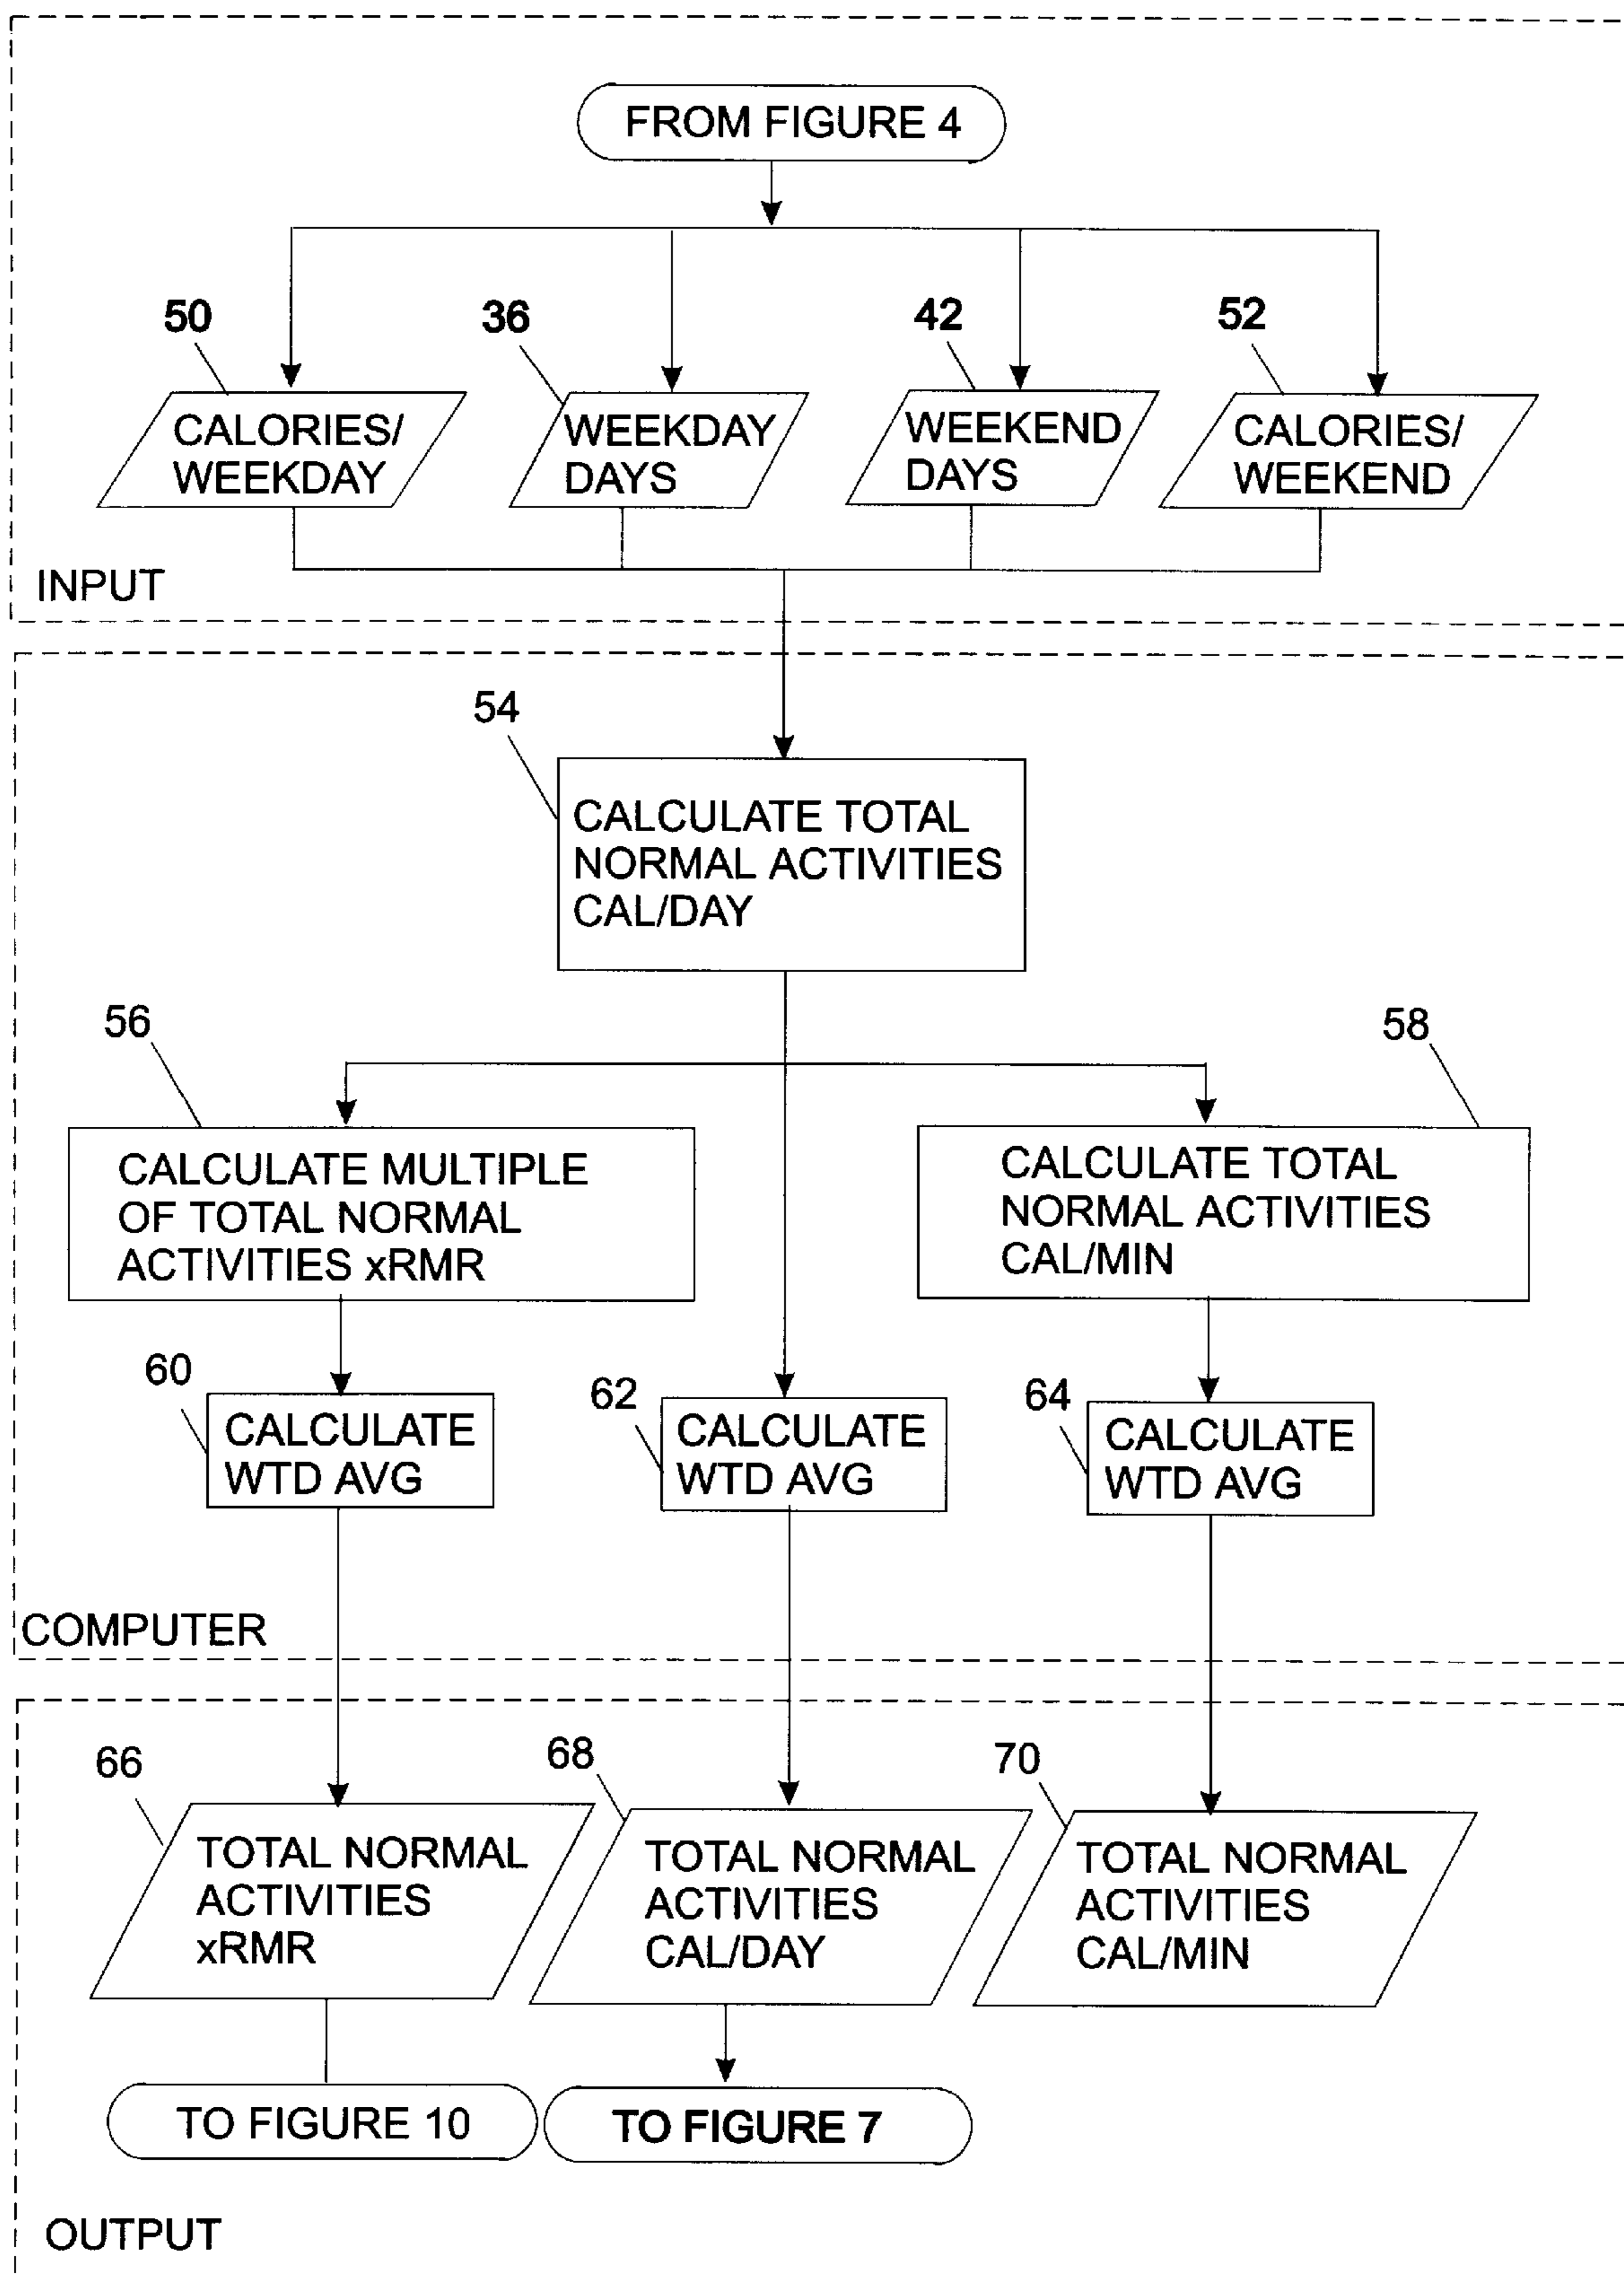 FROM FIGURE 4
50
36
42
52
CALORIES/
WEEKDAY
WEEKDAY
DAYS
WEEKEND
DAYS
CALORIES/
WEEKEND
INPUT
54
CALCULATE TOTAL
NORMAL ACTIVITIES
CAL/DAY
56
58
CALCULATE MULTIPLE
OF TOTAL NORMAL
ACTIVITIES xRMR
CALCULATE TOTAL
NORMAL ACTIVITIES
CAL/MIN
60
62
64
CALCULATE
WTD AVG
CALCULATE
WTD AVG
CALCULATE
WTD AVG
COMPUTER
66
68
70
TOTAL NORMAL
ACTIVITIES
xRMR
TOTAL NORMAL
ACTIVITIES
CAL/DAY
TOTAL NORMAL
ACTIVITIES
CAL/MIN
TO FIGURE 10
TO FIGURE 7
OUTPUT